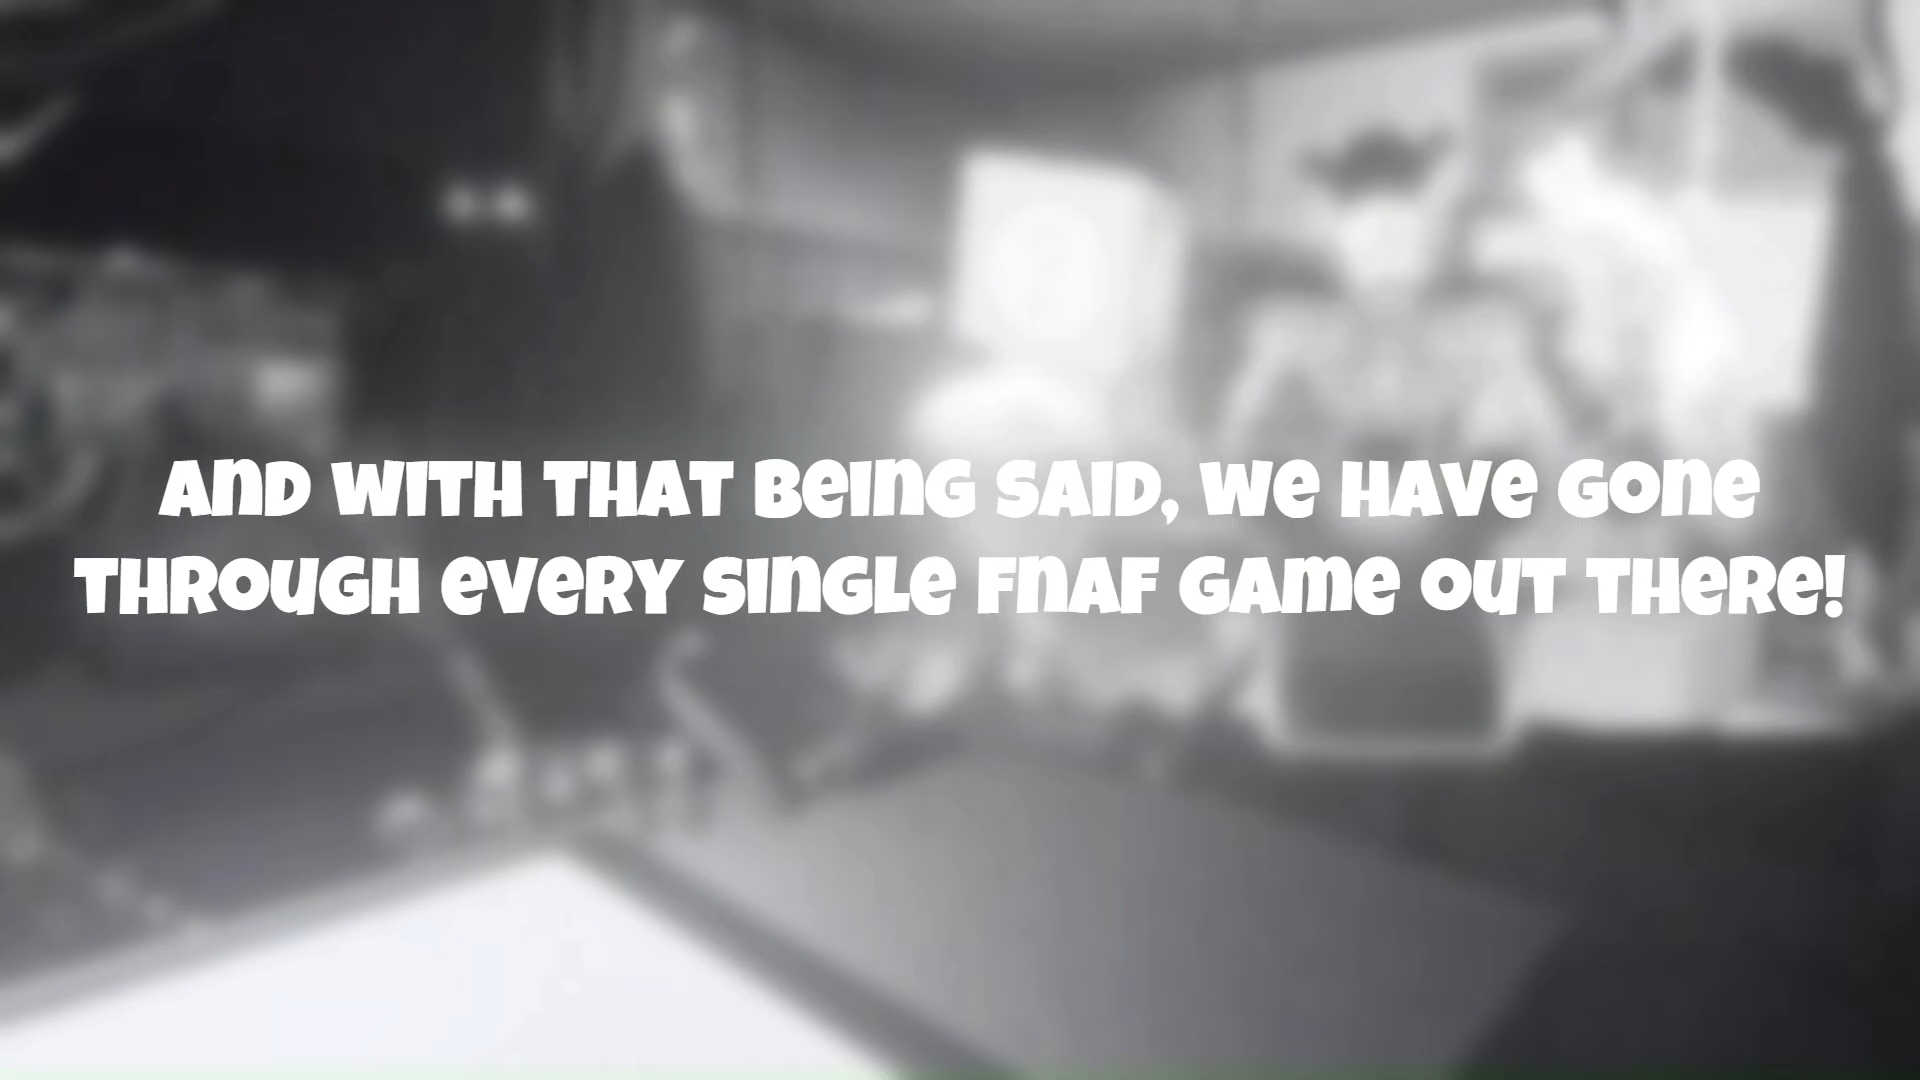 AND WITH THAT BEING SAID, WE HAVE GONE
THROUGH EVERY SINGLE FNAF GAME OUT THERE!